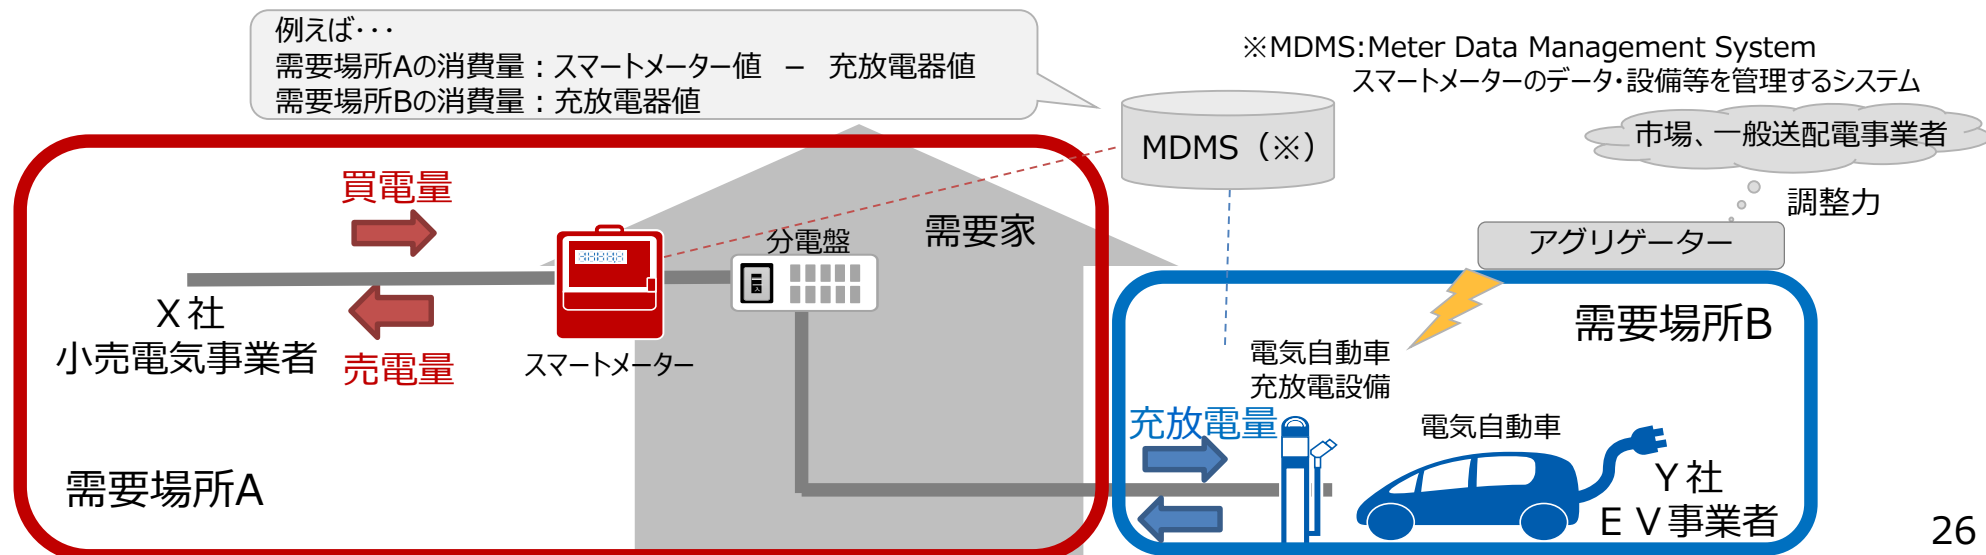 例えば･･･
需要場所Aの消費量：スマートメーター値　－　充放電器値
需要場所Bの消費量：充放電器値
※MDMS:Meter Data Management System
スマートメーターのデータ・設備等を管理するシステム
MDMS（※）
市場、一般送配電事業者
調整力
アグリゲーター
買電量
需要家
分電盤
X社
小売電気事業者
売電量
スマートメーター
需要場所A
需要場所B
電気自動車
充放電設備
充放電量
電気自動車
Y社
EV事業者
26